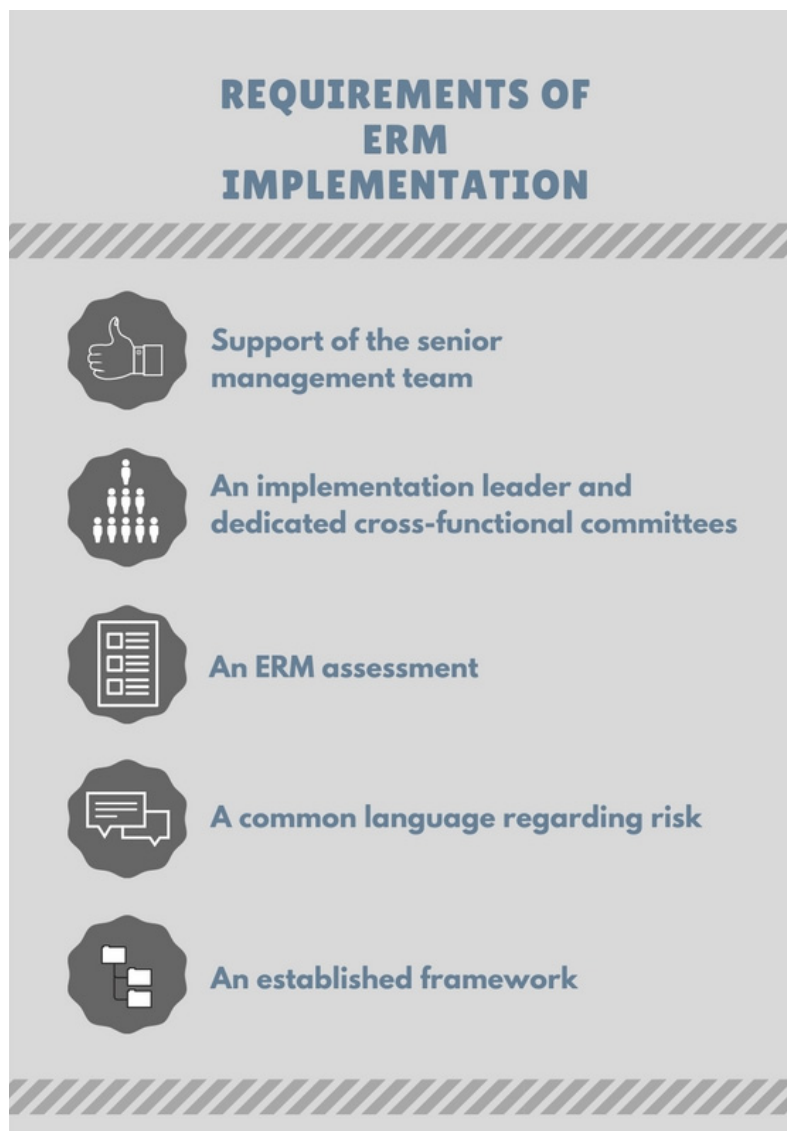 REQUIREMENTS OF
ERM
IMPLEMENTATION
Support of the senior
management team
An implementation leader and
dedicated cross-functional committees
An ERM assessment
A common language regarding risk
An established framework